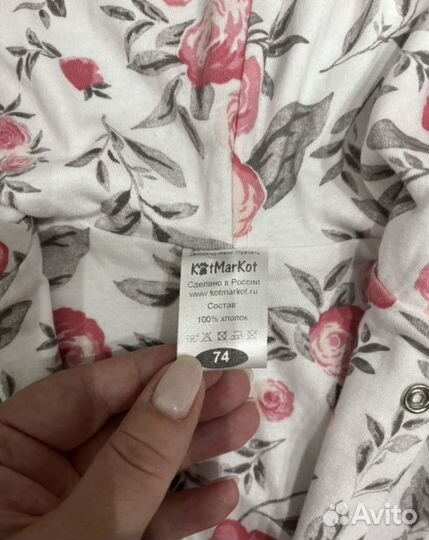 KotMarKot
Сделано в России
www.kotmarkot.ru
Состав
100% хлопок
74
Avito